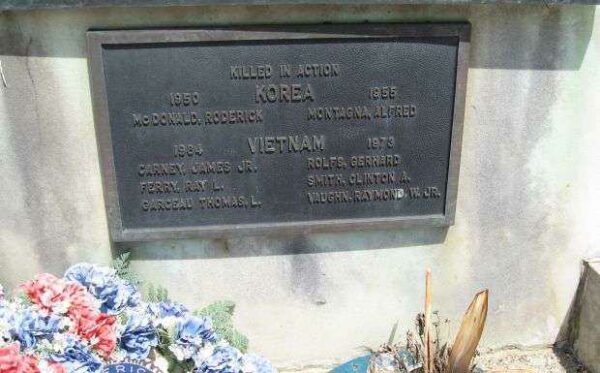 KILLED IN ACTION
1950 KOREA 1955
McDONALD, RODERICK MONTAGNA, ALFRED
1964 VIETNAM 1973
CARNEY, JAMES JR. ROLFS, GERHARD
FERRY, RAY L. SMITH, CLINTON A.
GARCEAU THOMAS, L. VAUGHN, RAYMOND W. JR.